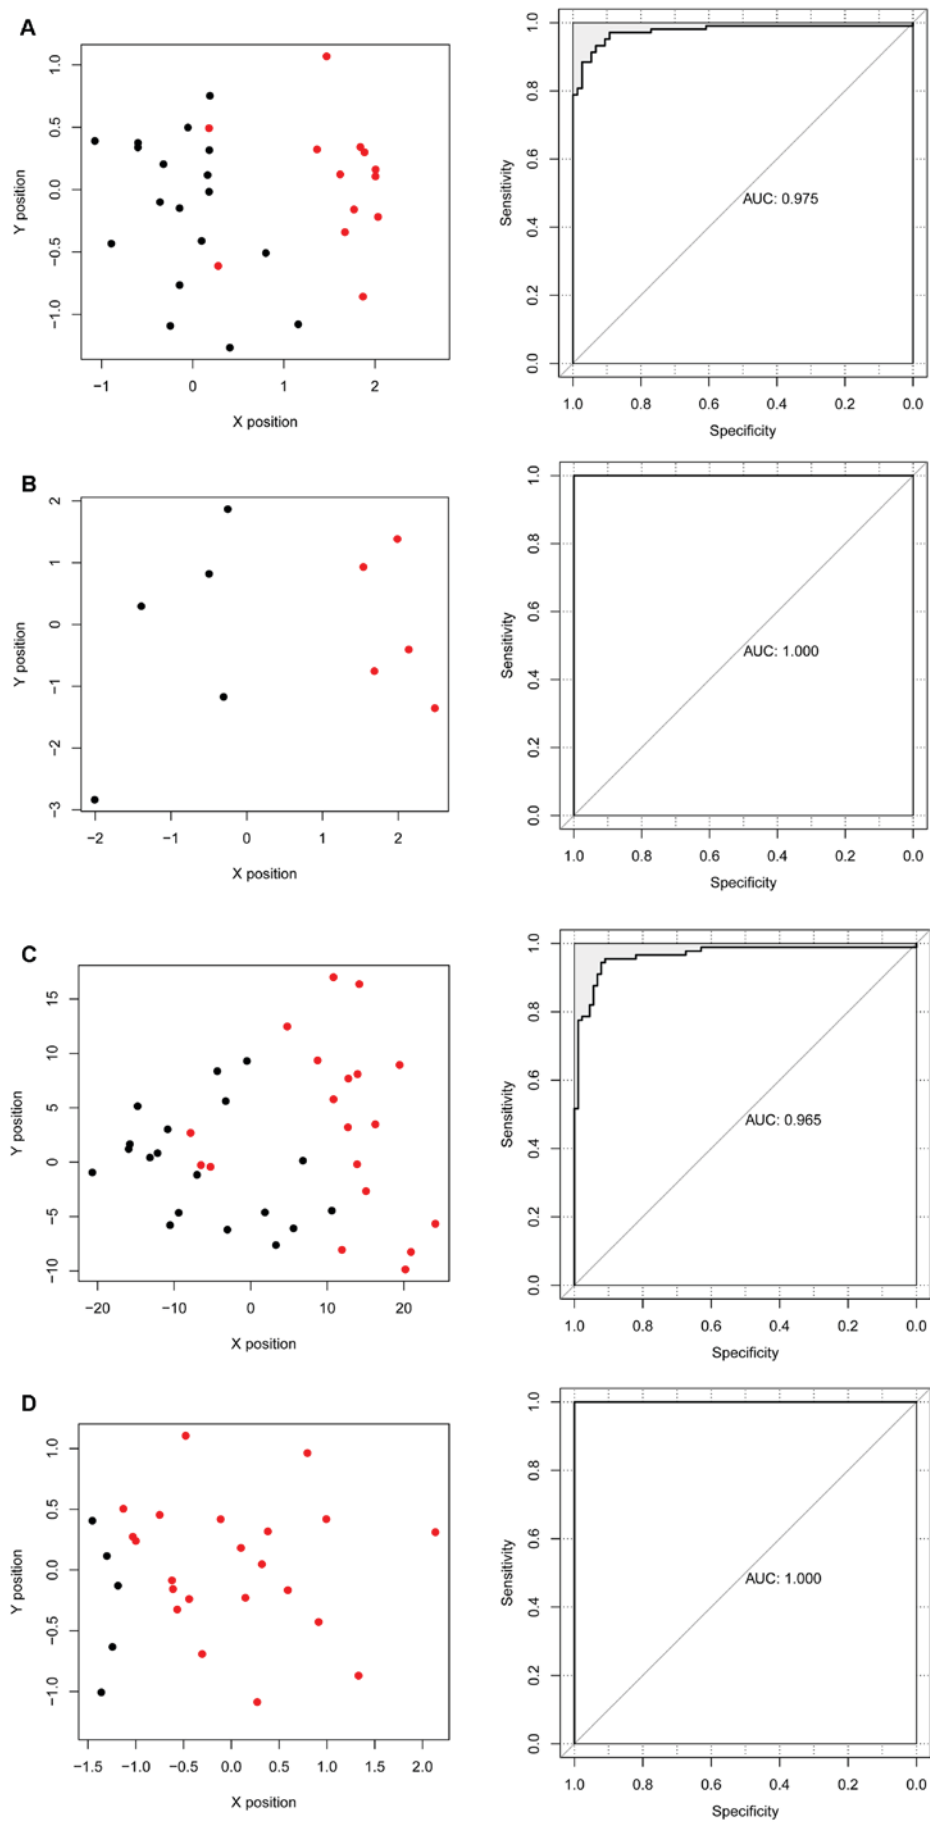 A
1.0
0.5
0.0
−0.5
−1.0
Y position
−1 0 1 2
X position
1.0
0.8
0.6
0.4
0.2
0.0
Sensitivity
AUC: 0.975
1.0 0.8 0.6 0.4 0.2 0.0
Specificity
B
2
1
0
−1
−2
−3
Y position
−2 −1 0 1 2
X position
1.0
0.8
0.6
0.4
0.2
0.0
Sensitivity
AUC: 1.000
1.0 0.8 0.6 0.4 0.2 0.0
Specificity
C
15
10
5
0
−5
−10
Y position
−20 −10 0 10 20
X position
1.0
0.8
0.6
0.4
0.2
0.0
Sensitivity
AUC: 0.965
1.0 0.8 0.6 0.4 0.2 0.0
Specificity
D
1.0
0.5
0.0
−0.5
−1.0
Y position
−1.5 −1.0 −0.5 0.0 0.5 1.0 1.5 2.0
X position
1.0
0.8
0.6
0.4
0.2
0.0
Sensitivity
AUC: 1.000
1.0 0.8 0.6 0.4 0.2 0.0
Specificity